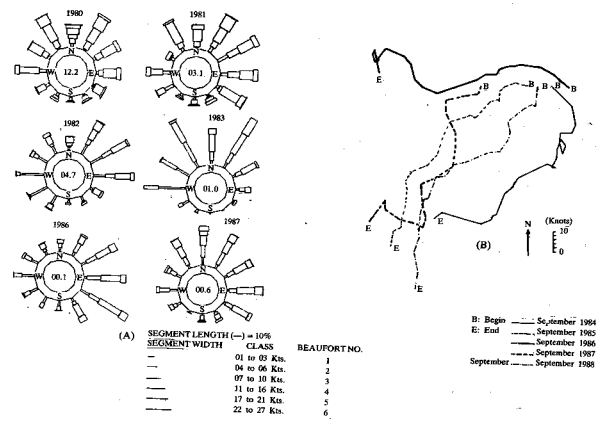 1980
N
W 12.2 E
S
1981
N
W 03.1 E
S
1982
N
W 04.7 E
S
1983
N
W 01.0 E
S
1986
N
W 00.1 E
S
1987
N
W 00.6 E
S
(A) SEGMENT LENGTH (—) = 10%
SEGMENT WIDTH CLASS BEAUFORT NO.
01 to 03 Kts. 1
04 to 06 Kts. 2
07 to 10 Kts. 3
11 to 16 Kts. 4
17 to 21 Kts. 5
22 to 27 Kts. 6
E
B B B B B
E
E
E
E
(B)
N
(Knots)
10
0
B: Begin September 1984
E: End September 1985
September 1986
September 1987
September September 1988